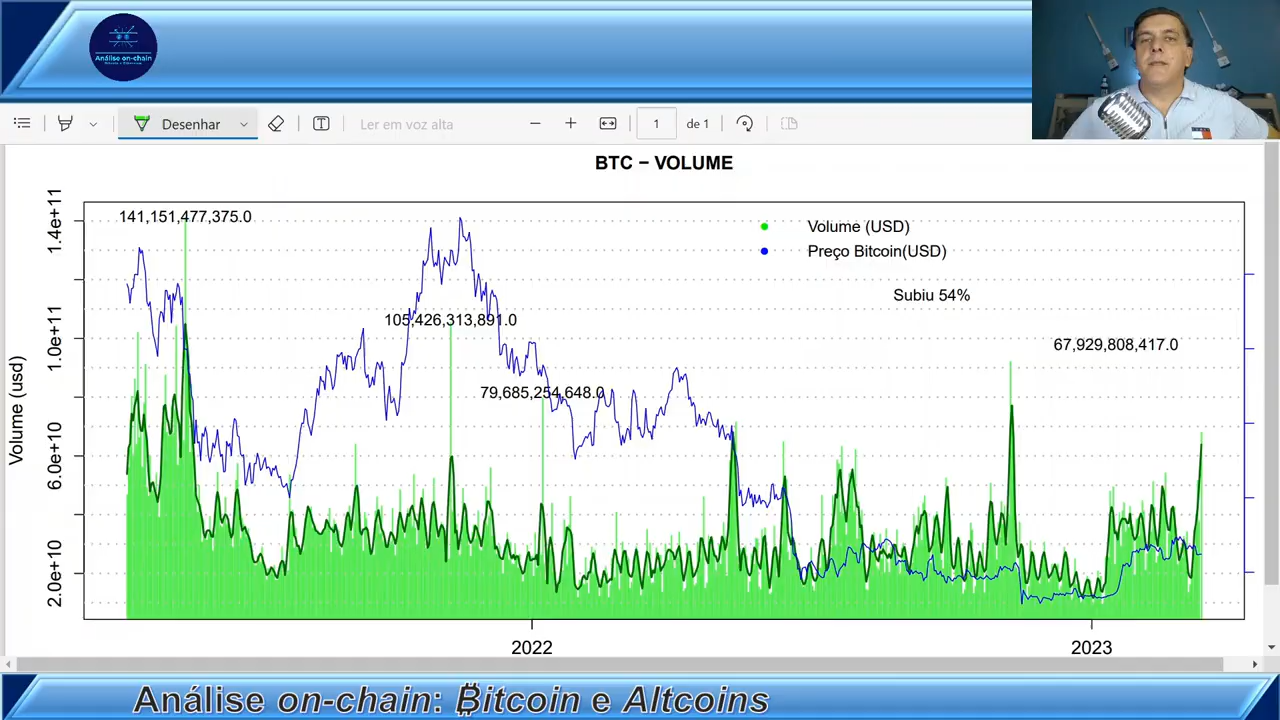 Análise on-chain
Desenhar
Ler em voz alta
1
de 1
BTC − VOLUME
141,151,477,375.0
105,426,313,891.0
79,685,254,648.0
Volume (USD)
Preço Bitcoin(USD)
Subiu 54%
67,929,808,417.0
Volume (usd)
1.4e+11
1.0e+11
6.0e+10
2.0e+10
2022
2023
Análise on-chain: ₿itcoin e Altcoins